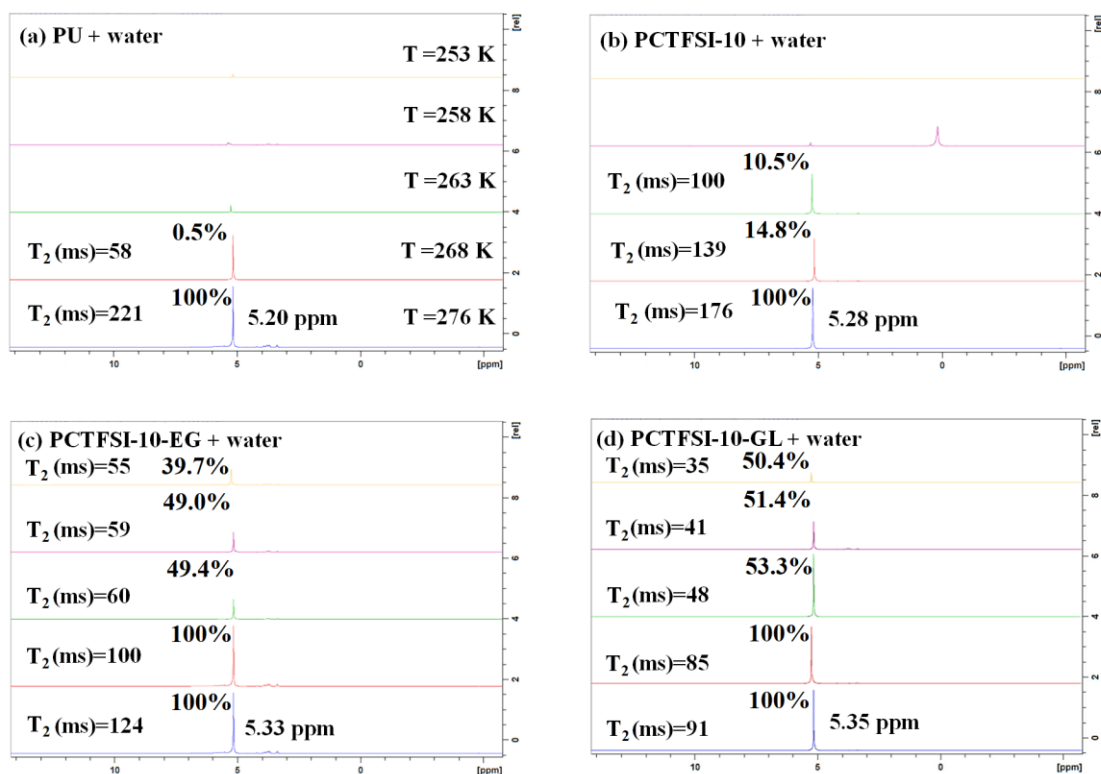 (a) PU + water
T =253 K
T =258 K
T =263 K
T₂ (ms)=58
0.5%
T =268 K
T₂ (ms)=221
100%
5.20 ppm
T =276 K
[rel]
8
6
4
2
0
10
5
0
[ppm]
(b) PCTFSI-10 + water
T₂ (ms)=100
10.5%
T₂ (ms)=139
14.8%
T₂ (ms)=176
100%
5.28 ppm
[rel]
8
6
4
2
0
10
5
0
[ppm]
(c) PCTFSI-10-EG + water
T₂ (ms)=55
39.7%
T₂ (ms)=59
49.0%
T₂ (ms)=60
49.4%
T₂ (ms)=100
100%
T₂ (ms)=124
100%
5.33 ppm
[rel]
8
6
4
2
0
10
5
0
[ppm]
(d) PCTFSI-10-GL + water
T₂ (ms)=35
50.4%
T₂ (ms)=41
51.4%
T₂ (ms)=48
53.3%
T₂ (ms)=85
100%
T₂ (ms)=91
100%
5.35 ppm
[rel]
8
6
4
2
0
10
5
0
[ppm]